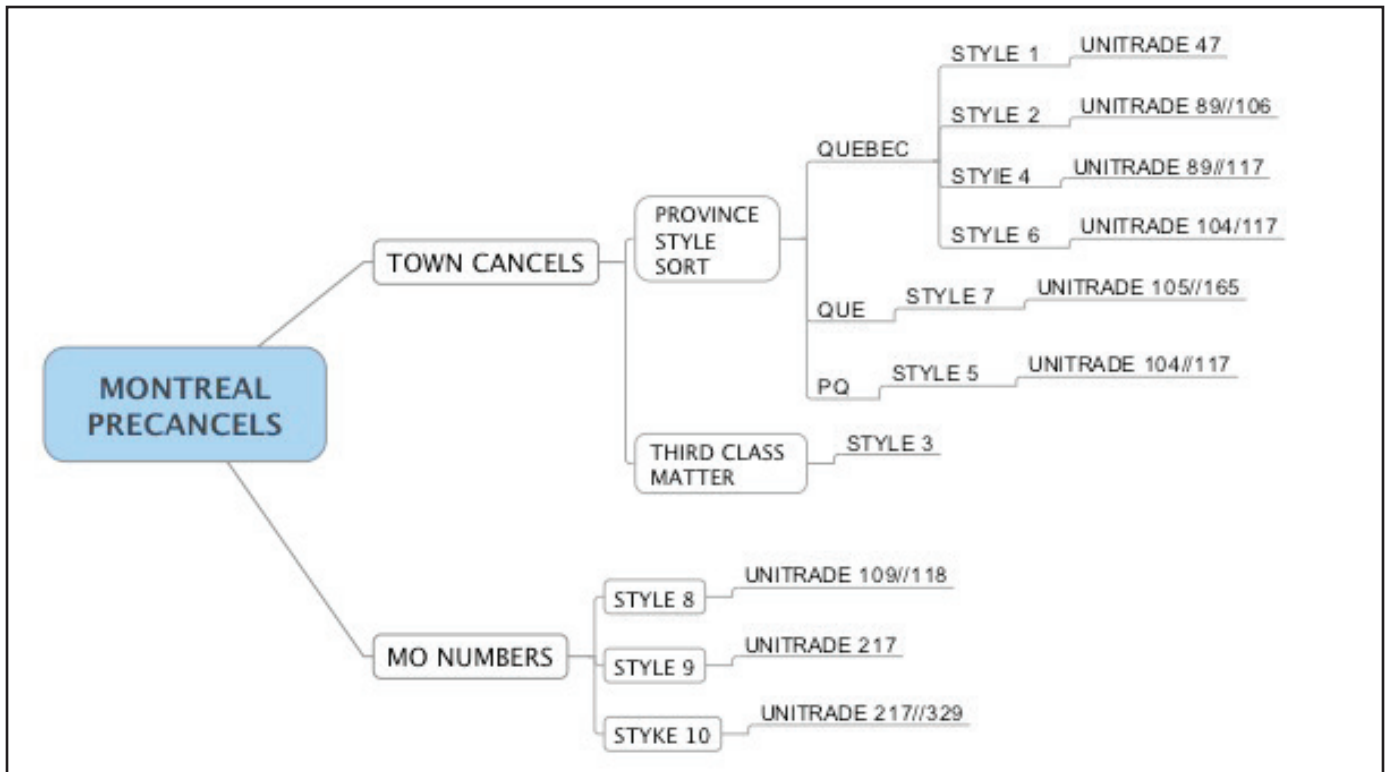 MONTREAL
PRECANCELS
TOWN CANCELS
PROVINCE
STYLE
SORT
QUEBEC
STYLE 1
UNITRADE 47
STYLE 2
UNITRADE 89//106
STYIE 4
UNITRADE 89//117
STYLE 6
UNITRADE 104/117
QUE
STYLE 7
UNITRADE 105//165
PQ
STYLE 5
UNITRADE 104//117
THIRD CLASS
MATTER
STYLE 3
MO NUMBERS
STYLE 8
UNITRADE 109//118
STYLE 9
UNITRADE 217
STYKE 10
UNITRADE 217//329